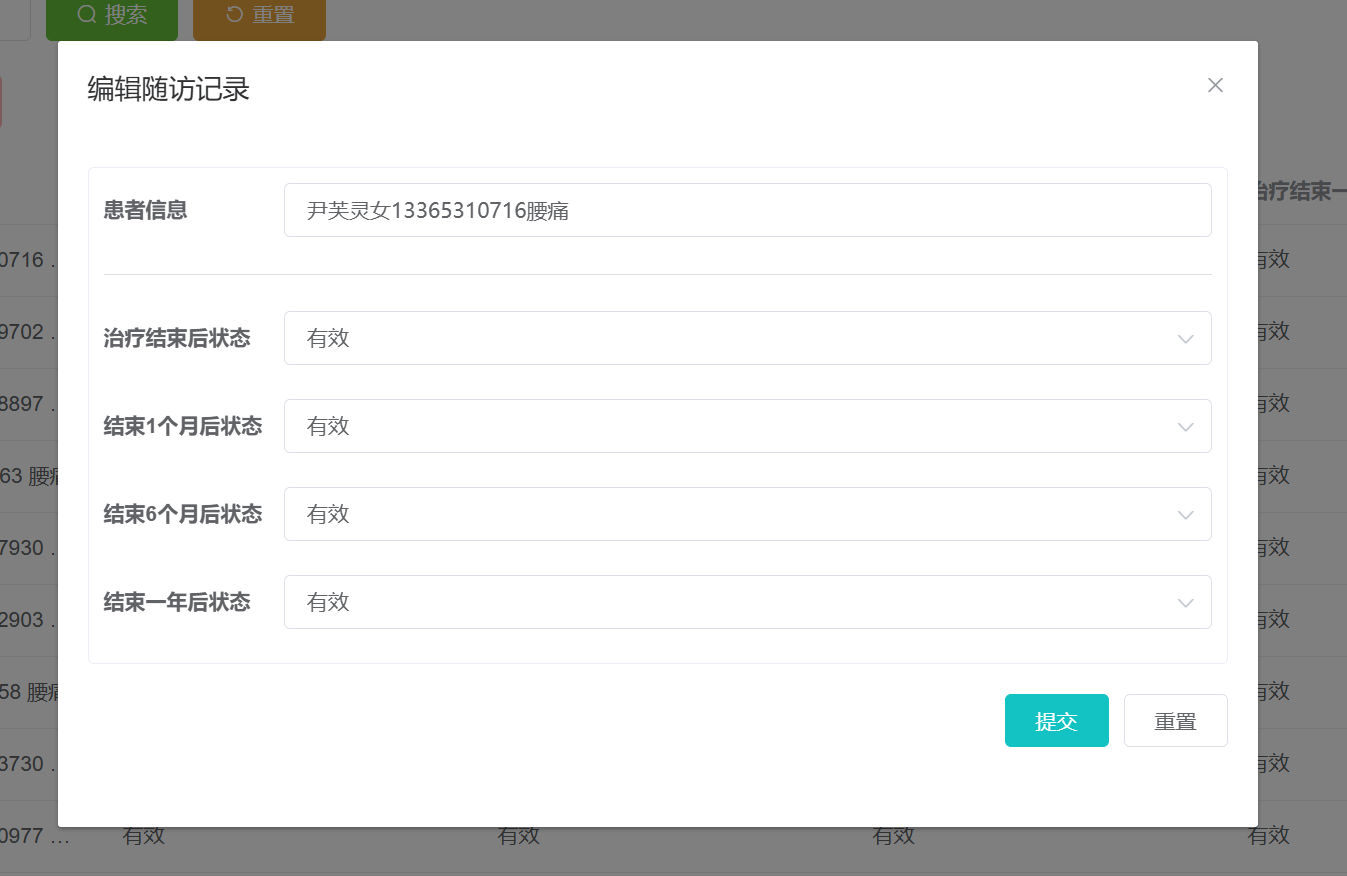 搜索
重置
编辑随访记录
患者信息
尹芙灵女13365310716腰痛
治疗结束后状态
有效
结束1个月后状态
有效
结束6个月后状态
有效
结束一年后状态
有效
提交
重置
治疗结束一
0716 .
有效
9702 .
有效
8897 .
有效
63 腰痛
有效
7930 .
有效
2903 .
有效
58 腰痛
有效
3730 .
有效
0977 ...
有效
有效
有效
有效